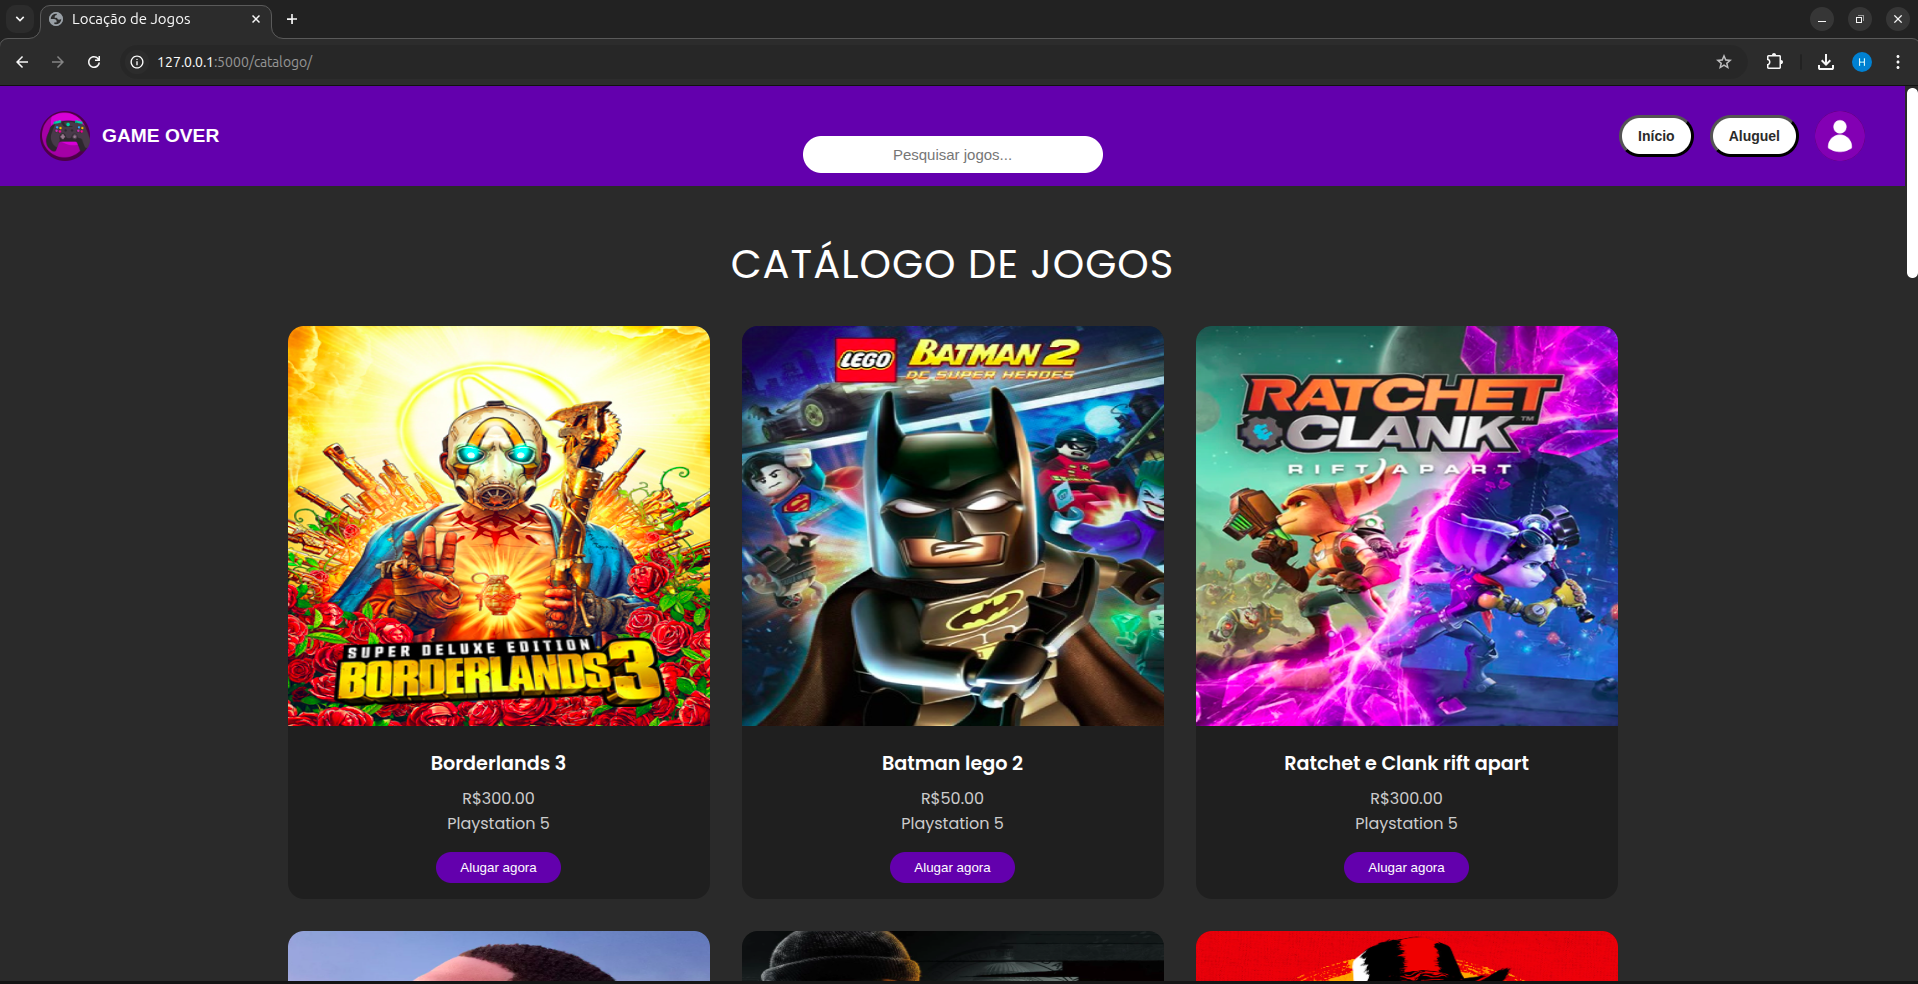 Locação de Jogos
127.0.0.1:5000/catalogo/
H
GAME OVER
Pesquisar jogos...
Início
Aluguel
CATÁLOGO DE JOGOS
SUPER DELUXE EDITION
BORDERLANDS 3
LEGO BATMAN 2
DC SUPER HEROES
RATCHET
CLANK™
RIFT APART
Borderlands 3
R$300.00
Playstation 5
Alugar agora
Batman lego 2
R$50.00
Playstation 5
Alugar agora
Ratchet e Clank rift apart
R$300.00
Playstation 5
Alugar agora